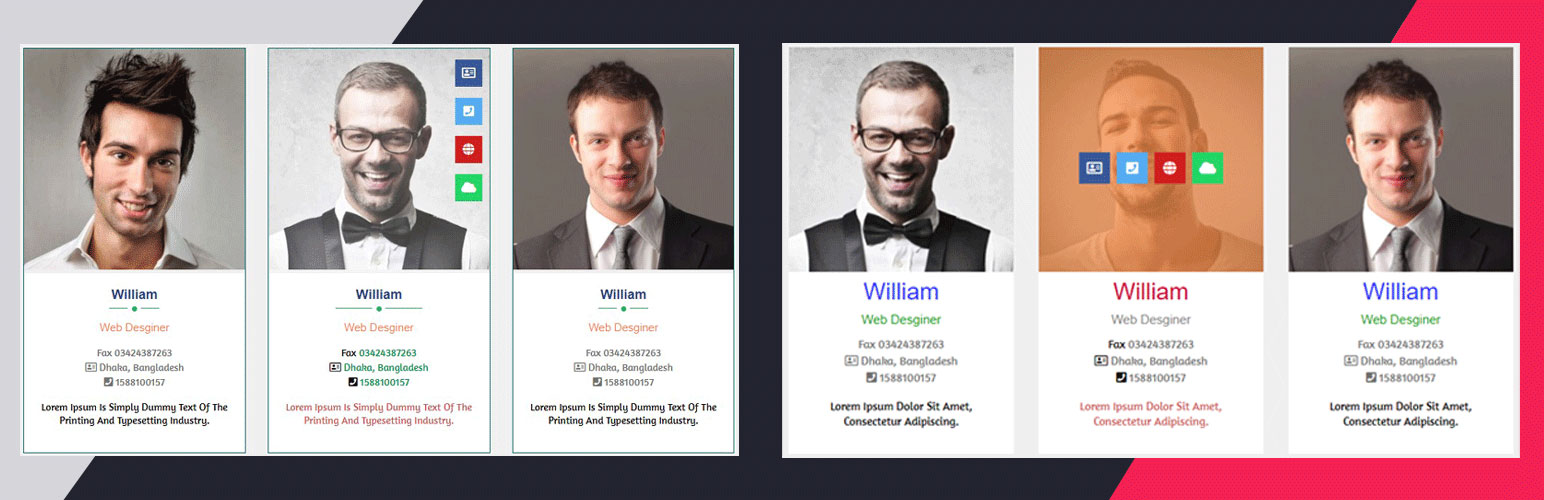 William
Web Desginer
Fax 03424387263
Dhaka, Bangladesh
1588100157
Lorem Ipsum Is Simply Dummy Text Of The
Printing And Typesetting Industry.
William
Web Desginer
Fax 03424387263
Dhaka, Bangladesh
1588100157
Lorem Ipsum Is Simply Dummy Text Of The
Printing And Typesetting Industry.
William
Web Desginer
Fax 03424387263
Dhaka, Bangladesh
1588100157
Lorem Ipsum Is Simply Dummy Text Of The
Printing And Typesetting Industry.
William
Web Desginer
Fax 03424387263
Dhaka, Bangladesh
1588100157
Lorem Ipsum Dolor Sit Amet,
Consectetur Adipiscing.
William
Web Desginer
Fax 03424387263
Dhaka, Bangladesh
1588100157
Lorem Ipsum Dolor Sit Amet,
Consectetur Adipiscing.
William
Web Desginer
Fax 03424387263
Dhaka, Bangladesh
1588100157
Lorem Ipsum Dolor Sit Amet,
Consectetur Adipiscing.